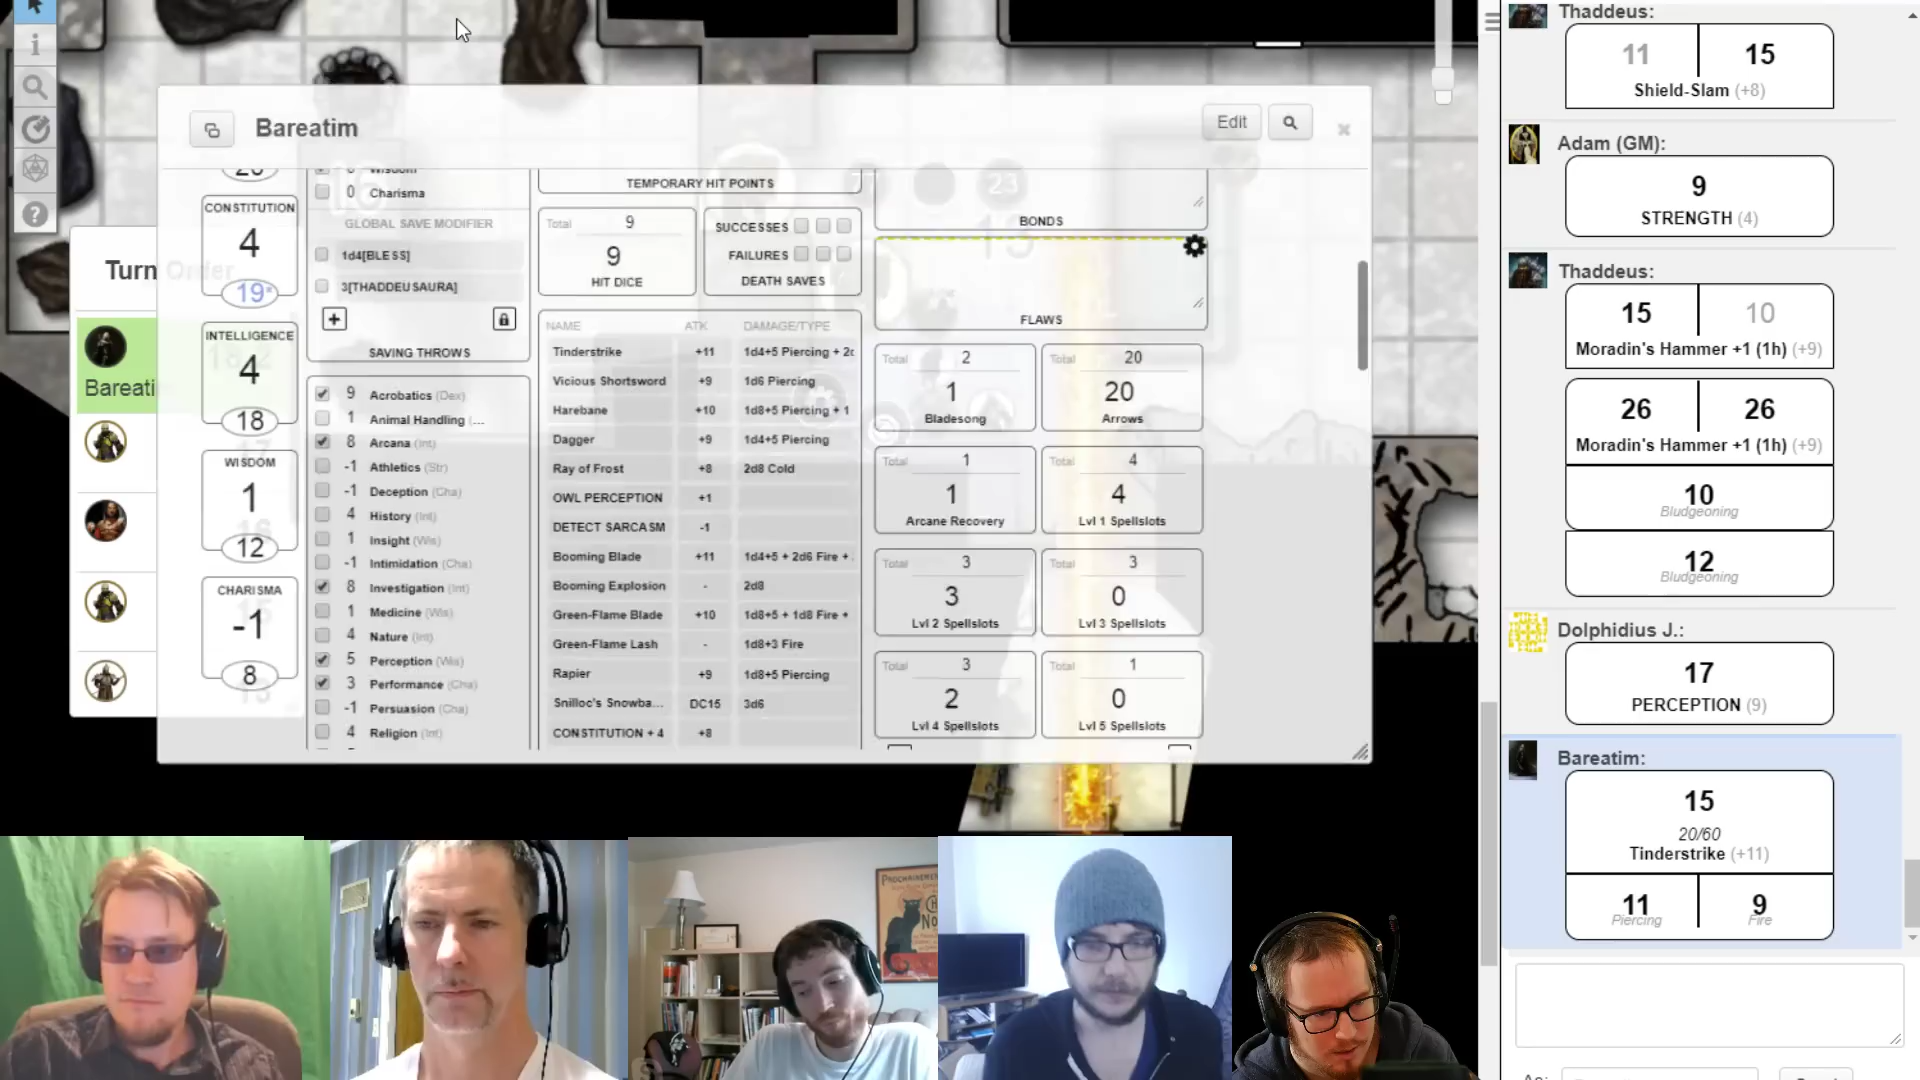 Bareatim
Edit
Turn Order
Bareati
CONSTITUTION
4
19*
INTELLIGENCE
4
18
WISDOM
1
12
CHARISMA
-1
8
0 Charisma
GLOBAL SAVE MODIFIER
1d4[BLESS]
3[THADDEUSAURA]
+
SAVING THROWS
9 Acrobatics (Dex)
1 Animal Handling (...
8 Arcana (Int)
-1 Athletics (Str)
-1 Deception (Cha)
4 History (Int)
1 Insight (Wis)
-1 Intimidation (Cha)
8 Investigation (Int)
1 Medicine (Wis)
4 Nature (Int)
5 Perception (Wis)
3 Performance (Cha)
-1 Persuasion (Cha)
4 Religion (Int)
TEMPORARY HIT POINTS
Total 9
9
HIT DICE
SUCCESSES
FAILURES
DEATH SAVES
NAME ATK DAMAGE/TYPE
Tinderstrike +11 1d4+5 Piercing + 2d
Vicious Shortsword +9 1d6 Piercing
Harebane +10 1d8+5 Piercing + 1
Dagger +9 1d4+5 Piercing
Ray of Frost +8 2d8 Cold
OWL PERCEPTION +1
DETECT SARCASM -1
Booming Blade +11 1d4+5 + 2d6 Fire +
Booming Explosion - 2d8
Green-Flame Blade +10 1d8+5 + 1d8 Fire +
Green-Flame Lash - 1d8+3 Fire
Rapier +9 1d8+5 Piercing
Snilloc's Snowba... DC15 3d6
CONSTITUTION + 4 +8
BONDS
FLAWS
Total 2
1
Bladesong
Total 20
20
Arrows
Total 1
1
Arcane Recovery
Total 4
4
Lvl 1 Spellslots
Total 3
3
Lvl 2 Spellslots
Total 3
0
Lvl 3 Spellslots
Total 3
2
Lvl 4 Spellslots
Total 1
0
Lvl 5 Spellslots
Thaddeus:
11 15
Shield-Slam (+8)
Adam (GM):
9
STRENGTH (4)
Thaddeus:
15 10
Moradin's Hammer +1 (1h) (+9)
26 26
Moradin's Hammer +1 (1h) (+9)
10
Bludgeoning
12
Bludgeoning
Dolphidius J.:
17
PERCEPTION (9)
Bareatim:
15
20/60
Tinderstrike (+11)
11 9
Piercing Fire